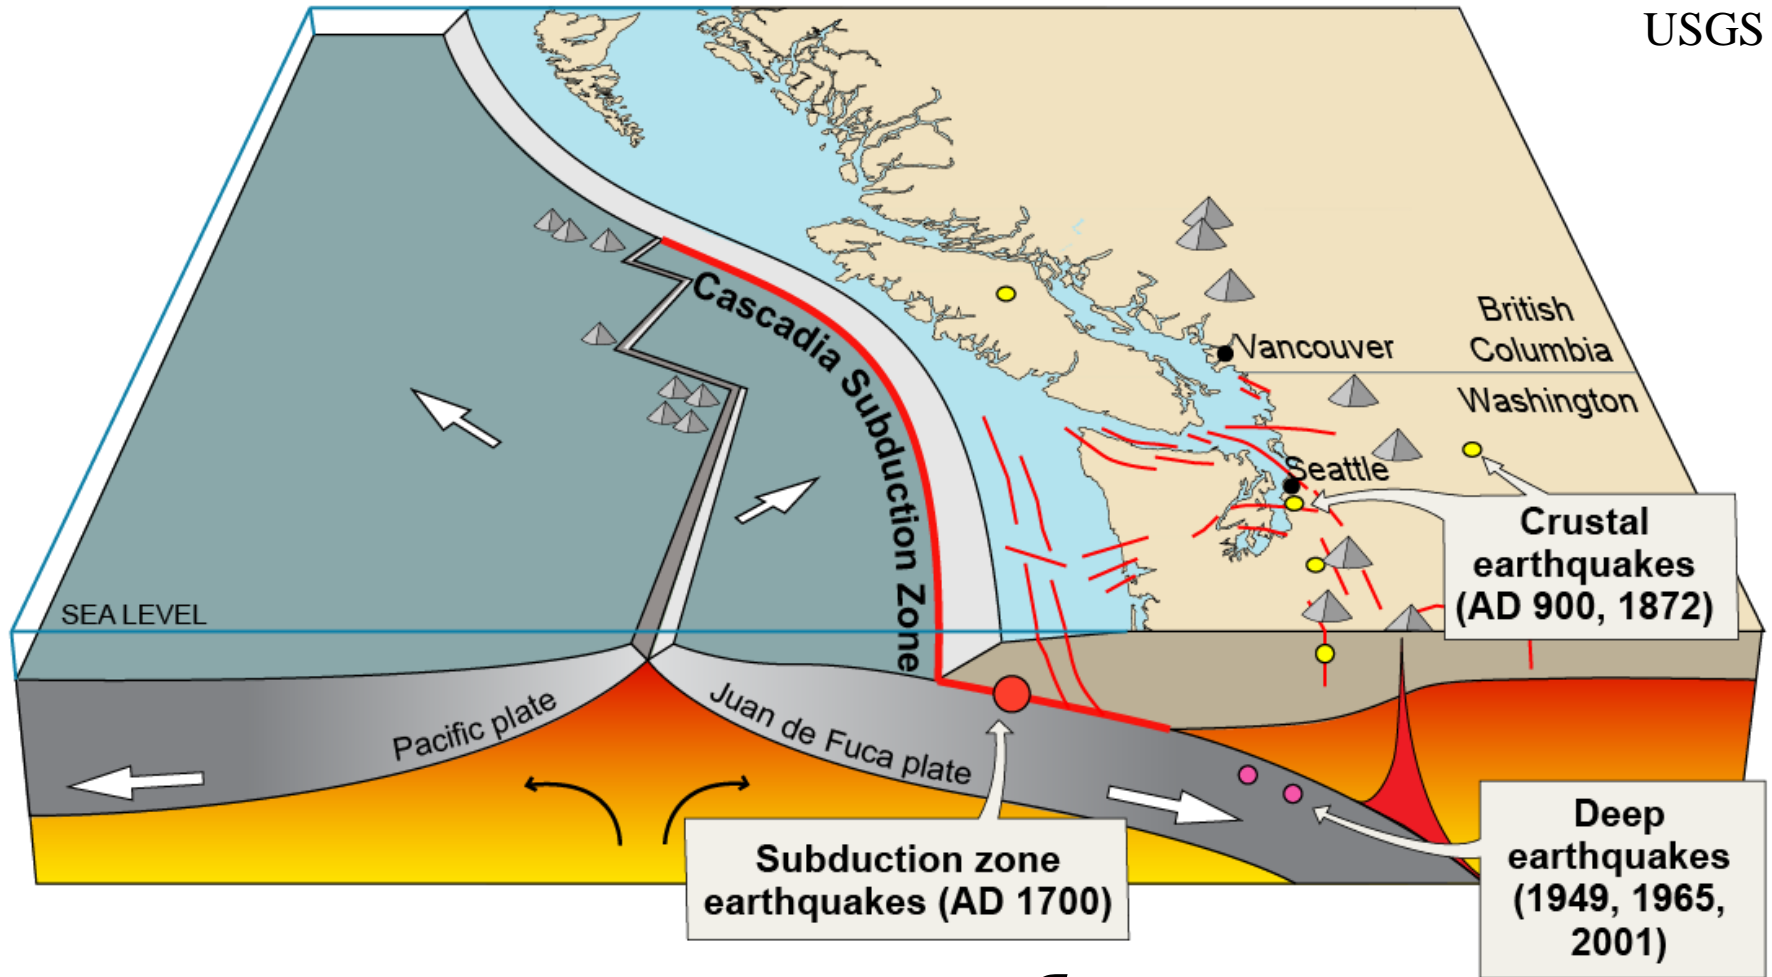 USGS
British
Columbia
Vancouver
Washington
Seattle
Cascadia Subduction Zone
Crustal
earthquakes
(AD 900, 1872)
SEA LEVEL
Pacific plate
Juan de Fuca plate
Subduction zone
earthquakes (AD 1700)
Deep
earthquakes
(1949, 1965,
2001)